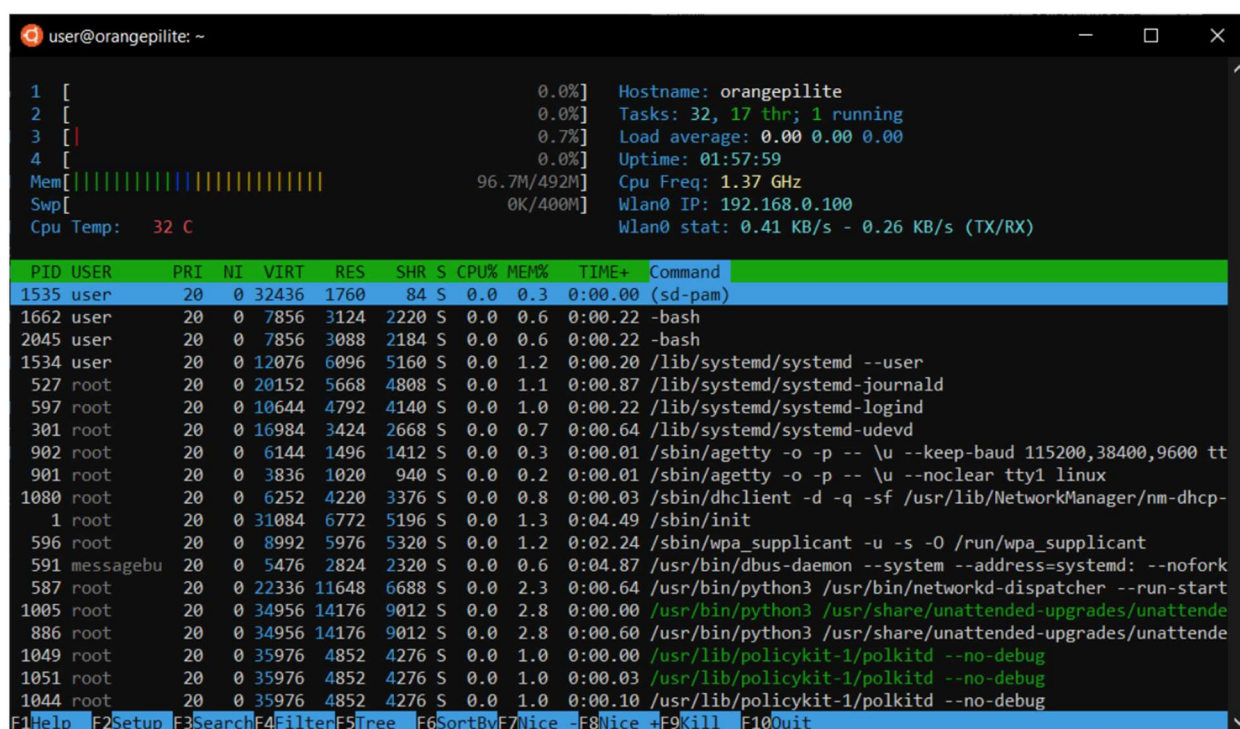 user@orangepilite: ~
1 [ 0.0%] Hostname: orangepilite
2 [ 0.0%] Tasks: 32, 17 thr; 1 running
3 [| 0.7%] Load average: 0.00 0.00 0.00
4 [ 0.0%] Uptime: 01:57:59
Mem[||||||||||||||||||||||||| 96.7M/492M] Cpu Freq: 1.37 GHz
Swp[ 0K/400M] Wlan0 IP: 192.168.0.100
Cpu Temp: 32 C Wlan0 stat: 0.41 KB/s - 0.26 KB/s (TX/RX)
PID USER PRI NI VIRT RES SHR S CPU% MEM% TIME+ Command
1535 user 20 0 32436 1760 84 S 0.0 0.3 0:00.00 (sd-pam)
1662 user 20 0 7856 3124 2220 S 0.0 0.6 0:00.22 -bash
2045 user 20 0 7856 3088 2184 S 0.0 0.6 0:00.22 -bash
1534 user 20 0 12076 6096 5160 S 0.0 1.2 0:00.20 /lib/systemd/systemd --user
527 root 20 0 20152 5668 4808 S 0.0 1.1 0:00.87 /lib/systemd/systemd-journald
597 root 20 0 10644 4792 4140 S 0.0 1.0 0:00.22 /lib/systemd/systemd-logind
301 root 20 0 16984 3424 2668 S 0.0 0.7 0:00.64 /lib/systemd/systemd-udevd
902 root 20 0 6144 1496 1412 S 0.0 0.3 0:00.01 /sbin/agetty -o -p -- \u --keep-baud 115200,38400,9600 tt
901 root 20 0 3836 1020 940 S 0.0 0.2 0:00.01 /sbin/agetty -o -p -- \u --noclear tty1 linux
1080 root 20 0 6252 4220 3376 S 0.0 0.8 0:00.03 /sbin/dhclient -d -q -sf /usr/lib/NetworkManager/nm-dhcp-
1 root 20 0 31084 6772 5196 S 0.0 1.3 0:04.49 /sbin/init
596 root 20 0 8992 5976 5320 S 0.0 1.2 0:02.24 /sbin/wpa_supplicant -u -s -O /run/wpa_supplicant
591 messagebu 20 0 5476 2824 2320 S 0.0 0.6 0:04.87 /usr/bin/dbus-daemon --system --address=systemd: --nofork
587 root 20 0 22336 11648 6688 S 0.0 2.3 0:00.64 /usr/bin/python3 /usr/bin/networkd-dispatcher --run-start
1005 root 20 0 34956 14176 9012 S 0.0 2.8 0:00.00 /usr/bin/python3 /usr/share/unattended-upgrades/unattende
886 root 20 0 34956 14176 9012 S 0.0 2.8 0:00.60 /usr/bin/python3 /usr/share/unattended-upgrades/unattende
1049 root 20 0 35976 4852 4276 S 0.0 1.0 0:00.00 /usr/lib/policykit-1/polkitd --no-debug
1051 root 20 0 35976 4852 4276 S 0.0 1.0 0:00.03 /usr/lib/policykit-1/polkitd --no-debug
1044 root 20 0 35976 4852 4276 S 0.0 1.0 0:00.10 /usr/lib/policykit-1/polkitd --no-debug
F1Help F2Setup F3SearchF4FilterF5Tree F6SortByF7Nice -F8Nice +F9Kill F10Quit